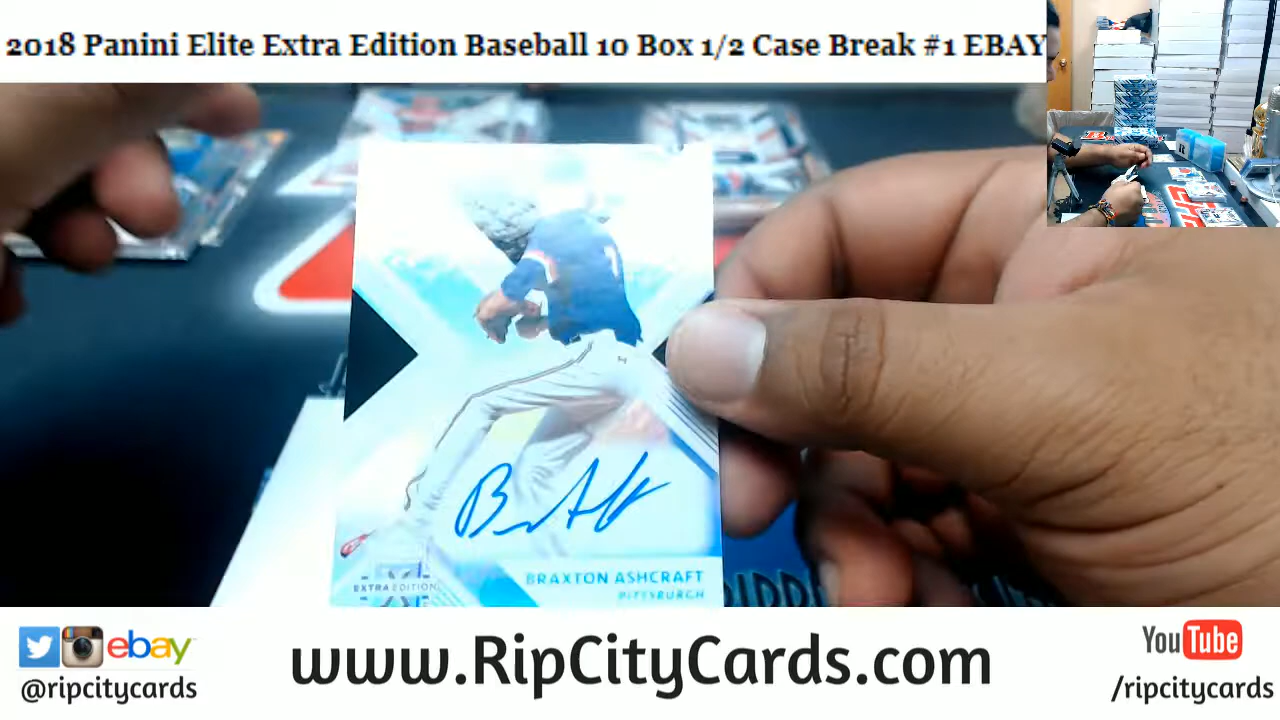 2018 Panini Elite Extra Edition Baseball 10 Box 1/2 Case Break #1 EBAY
1
EXTRA EDITION
BRAXTON ASHCRAFT
PITTSBURGH
ebay
@ripcitycards
www.RipCityCards.com
YouTube
/ripcitycards